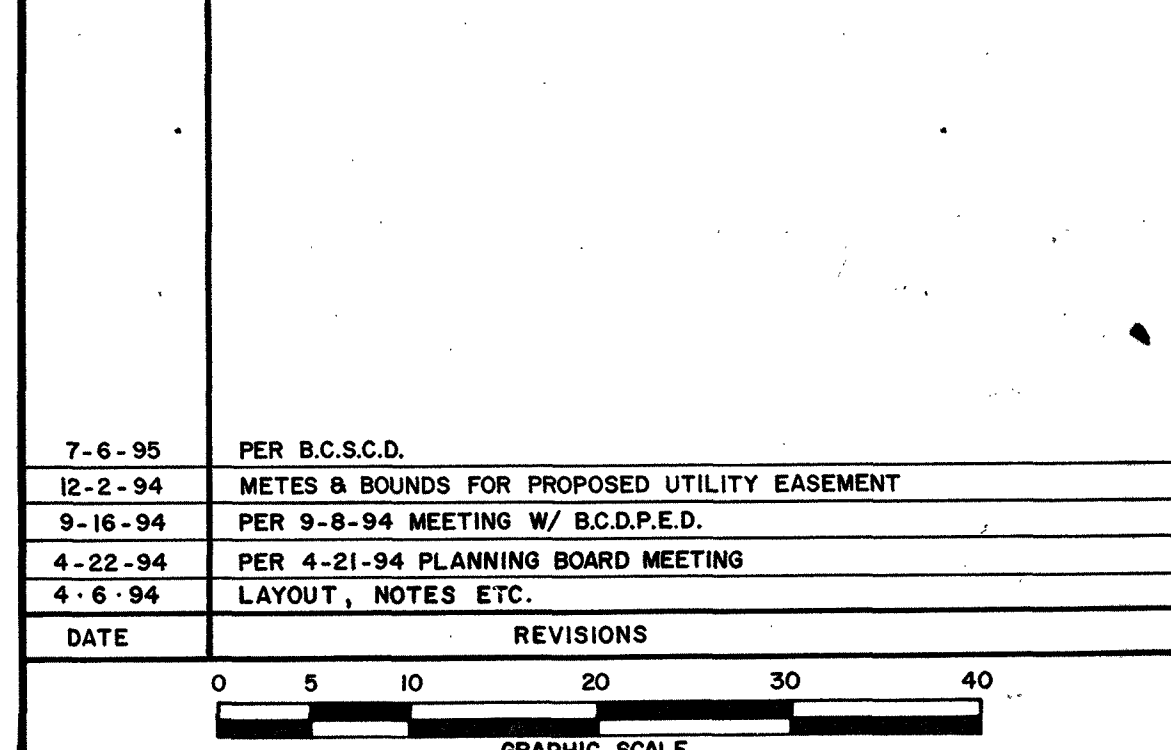 7-6-95 PER B.C.S.C.D.
12-2-94 METES & BOUNDS FOR PROPOSED UTILITY EASEMENT
9-16-94 PER 9-8-94 MEETING W/ B.C.D.P.E.D.
4-22-94 PER 4-21-94 PLANNING BOARD MEETING
4·6·94 LAYOUT, NOTES ETC.
DATE REVISIONS
0 5 10 20 30 40
GRAPHIC SCALE